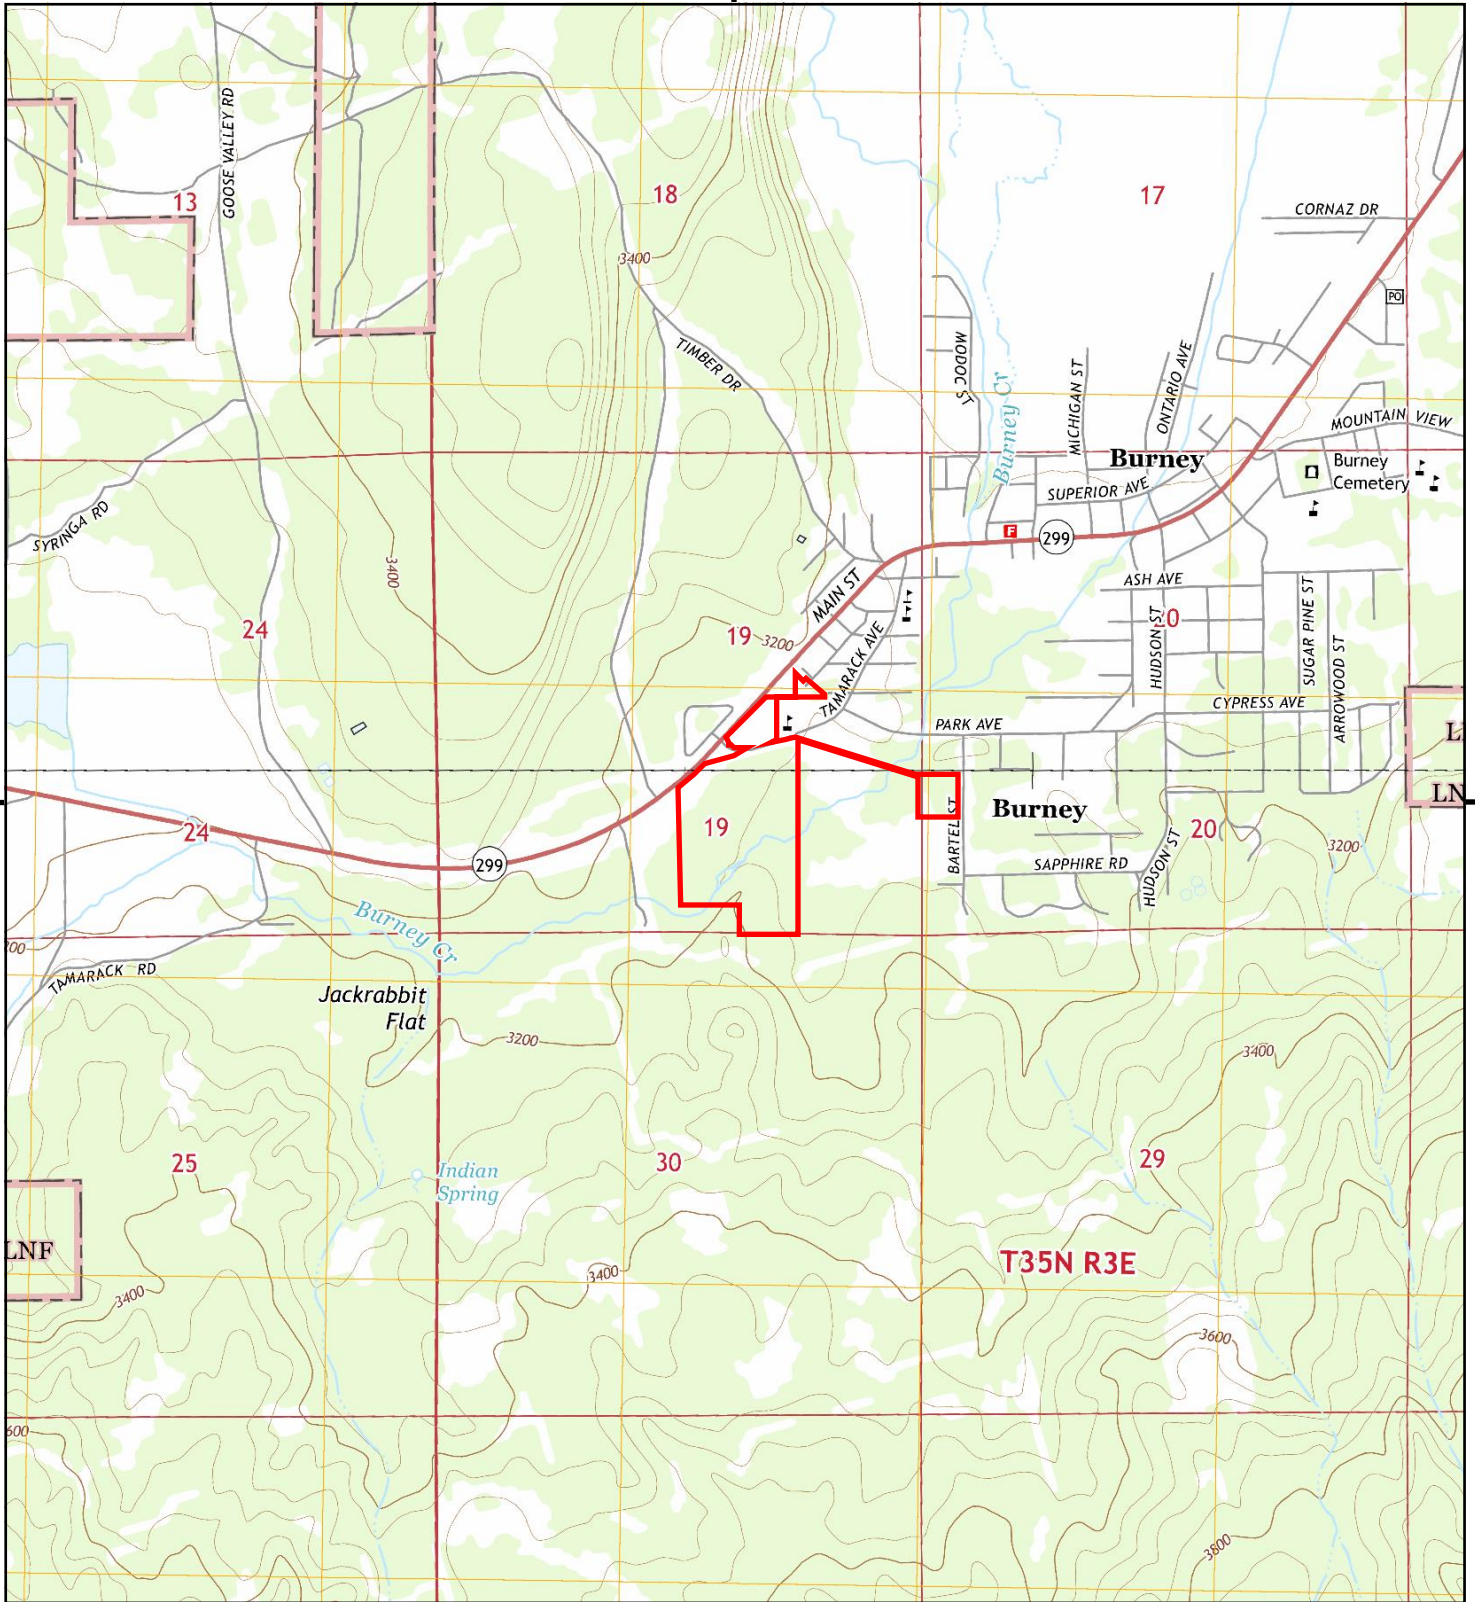 GOOSE VALLEY RD
13
18
17
CORNAZ DR
3400
PO
TIMBER DR
MODOC ST
Burney Cr
MICHIGAN ST
ONTARIO AVE
MOUNTAIN VIEW
Burney
Burney
Cemetery
SUPERIOR AVE
SYRINGA RD
F
299
3400
MAIN ST
ASH AVE
24
19
3200
TAMARACK AVE
HUDSON ST
20
SUGAR PINE ST
ARROWOOD ST
CYPRESS AVE
PARK AVE
L
LN
24
19
BARTEL ST
Burney
20
299
SAPPHIRE RD
HUDSON ST
3200
Burney Cr
TAMARACK RD
Jackrabbit
Flat
3200
3400
25
Indian
Spring
30
29
LNF
T35N R3E
3400
3400
3600
600
3800